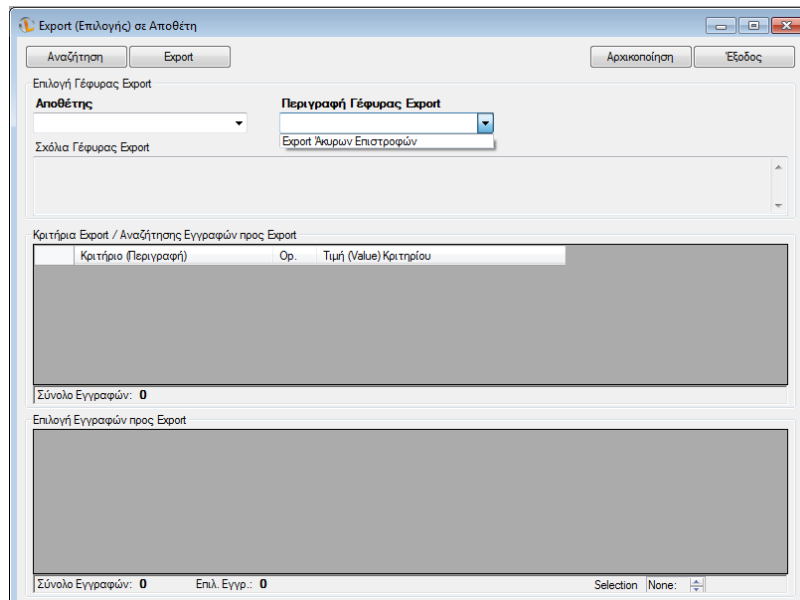 Export (Επιλογής) σε Αποθέτη
Αναζήτηση Export Αρχικοποίηση Έξοδος
Επιλογή Γέφυρας Export
Αποθέτης Περιγραφή Γέφυρας Export
Export Άκυρων Επιστροφών
Σχόλια Γέφυρας Export
Κριτήρια Export / Αναζήτησης Εγγραφών προς Export
Κριτήριο (Περιγραφή) Op. Τιμή (Value) Κριτηρίου
Σύνολο Εγγραφών: 0
Επιλογή Εγγραφών προς Export
Σύνολο Εγγραφών: 0 Επιλ. Εγγρ.: 0 Selection None: